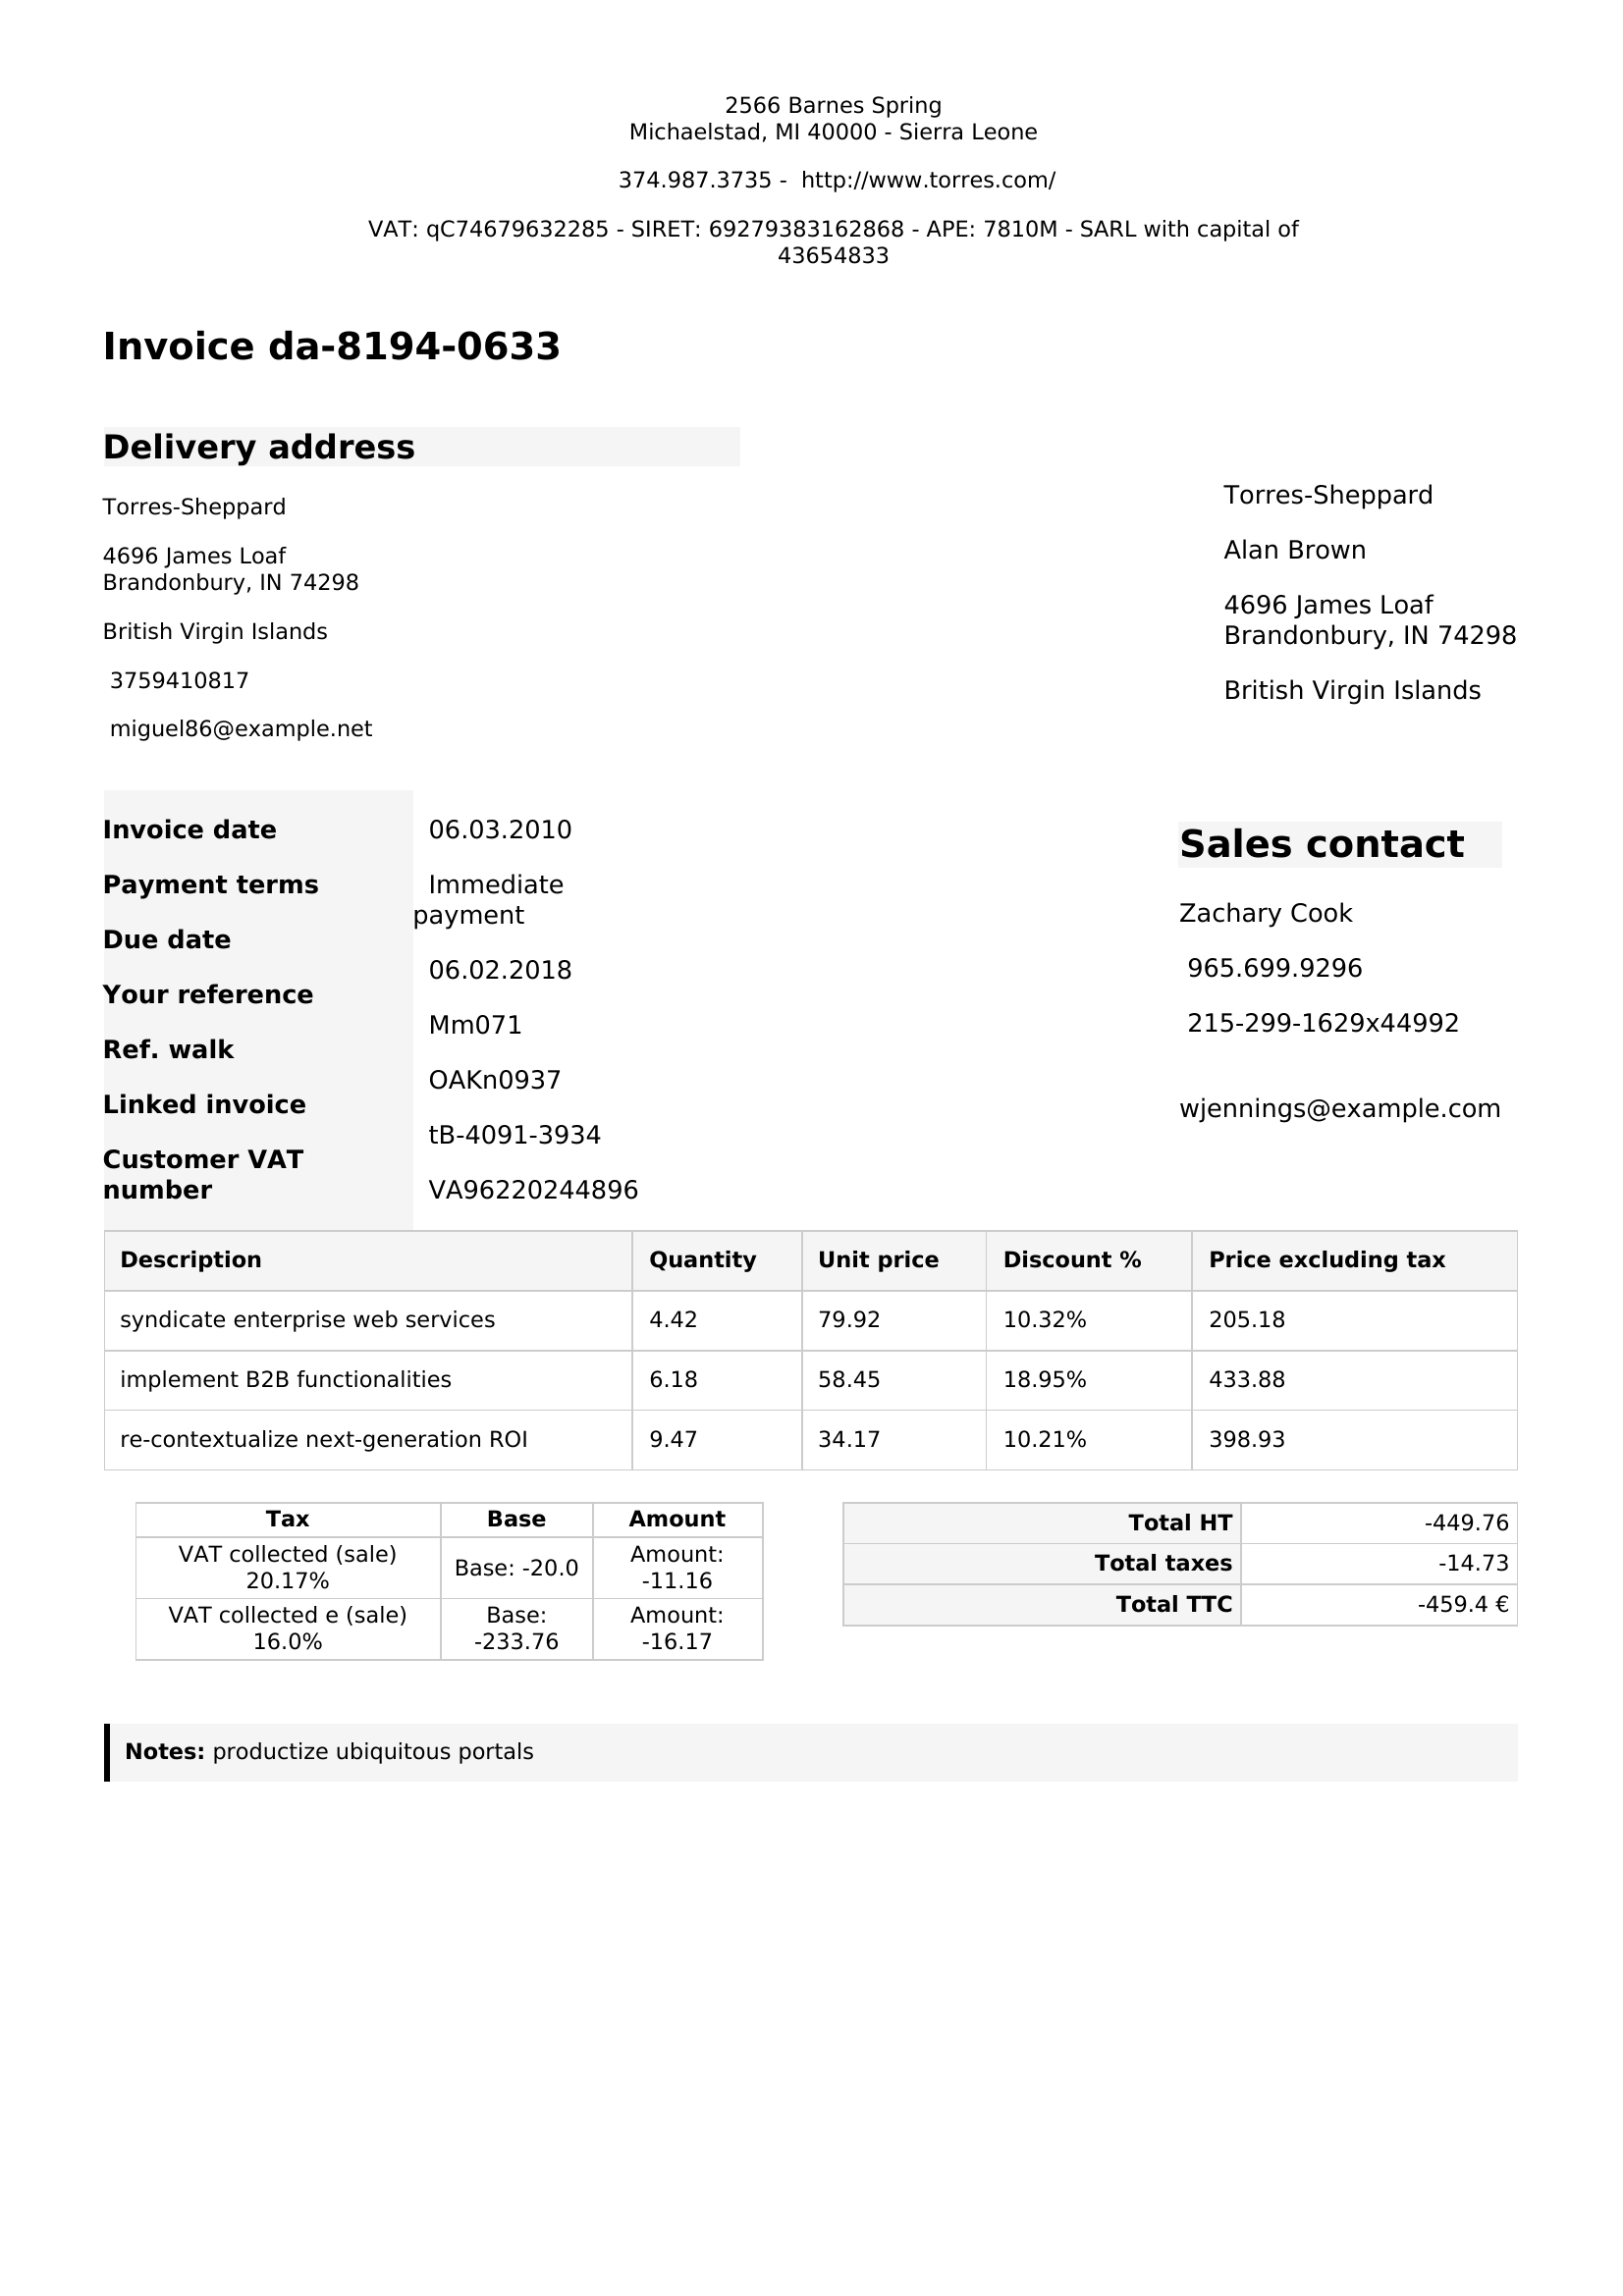 2566 Barnes Spring
Michaelstad, MI 40000 - Sierra Leone
374.987.3735 - http://www.torres.com/
VAT: qC74679632285 - SIRET: 69279383162868 - APE: 7810M - SARL with capital of
43654833
Invoice da-8194-0633
Delivery address
Torres-Sheppard
4696 James Loaf
Brandonbury, IN 74298
British Virgin Islands
3759410817
miguel86@example.net
Torres-Sheppard
Alan Brown
4696 James Loaf
Brandonbury, IN 74298
British Virgin Islands
Invoice date 06.03.2010
Payment terms Immediate
payment
Due date 06.02.2018
Your reference Mm071
Ref. walk OAKn0937
Linked invoice tB-4091-3934
Customer VAT
number VA96220244896
Sales contact
Zachary Cook
965.699.9296
215-299-1629x44992
wjennings@example.com
Description Quantity Unit price Discount % Price excluding tax
syndicate enterprise web services 4.42 79.92 10.32% 205.18
implement B2B functionalities 6.18 58.45 18.95% 433.88
re-contextualize next-generation ROI 9.47 34.17 10.21% 398.93
Tax Base Amount
VAT collected (sale)
20.17% Base: -20.0 Amount:
-11.16
VAT collected e (sale)
16.0% Base:
-233.76 Amount:
-16.17
Total HT -449.76
Total taxes -14.73
Total TTC -459.4 €
Notes: productize ubiquitous portals